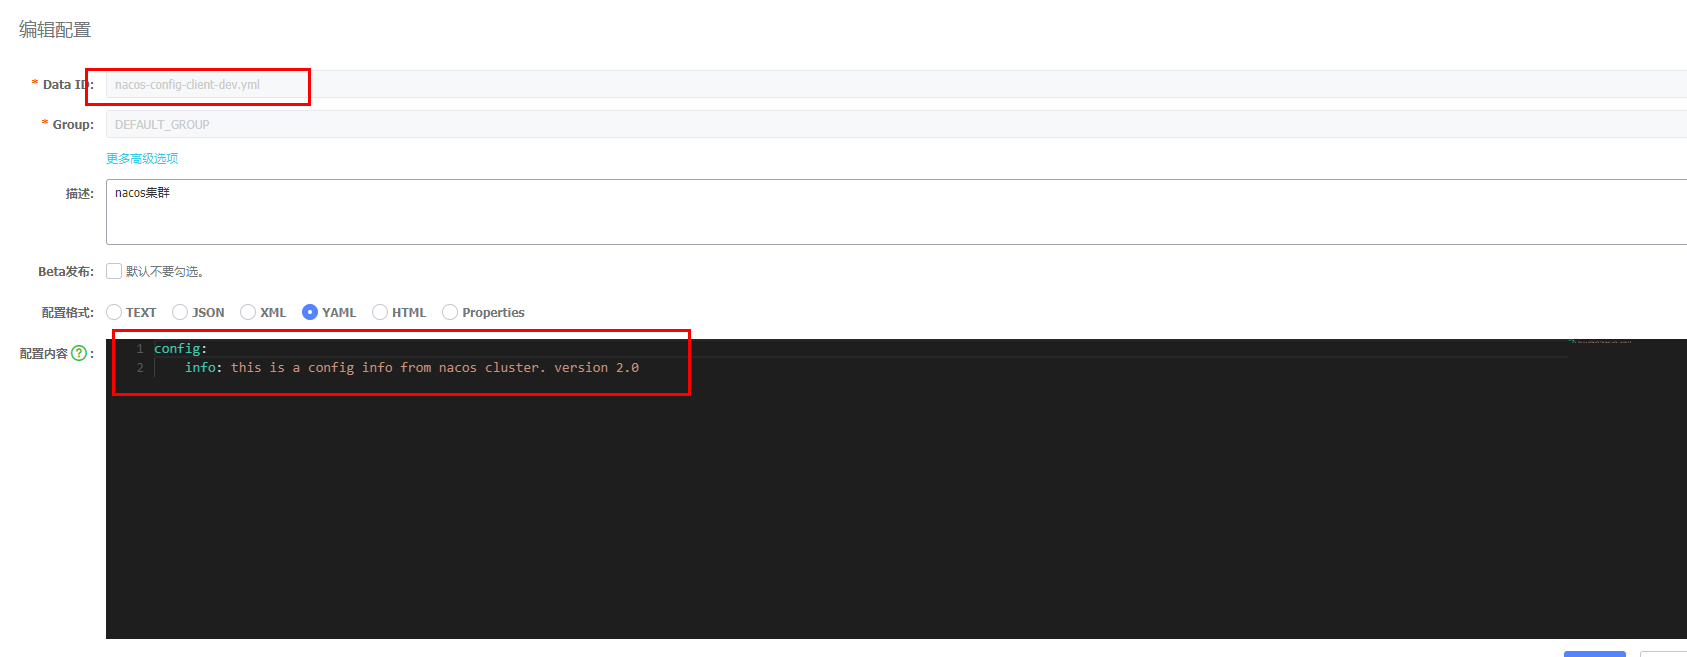 编辑配置
* Data ID: nacos-config-client-dev.yml
* Group: DEFAULT_GROUP
更多高级选项
描述: nacos集群
Beta发布: 默认不要勾选。
配置格式: TEXT JSON XML YAML HTML Properties
配置内容 ? :
1 config:
2 info: this is a config info from nacos cluster. version 2.0